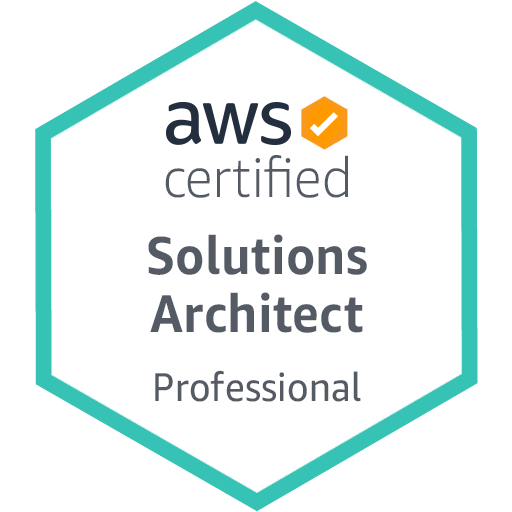 aws
certified
Solutions
Architect
Professional